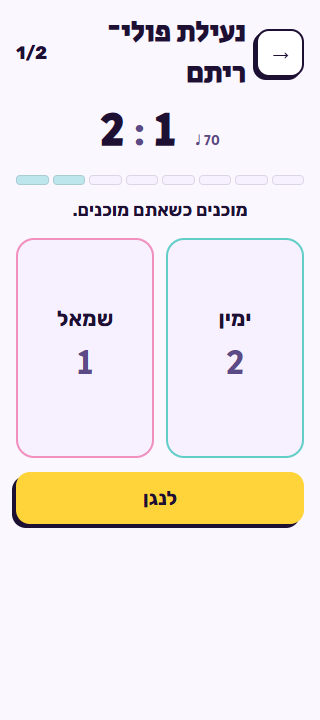 →
נעילת פולי־
ריתם
1/2
2 : 1
♩70
מוכנים כשאתם מוכנים.
ימין
2
שמאל
1
לנגן